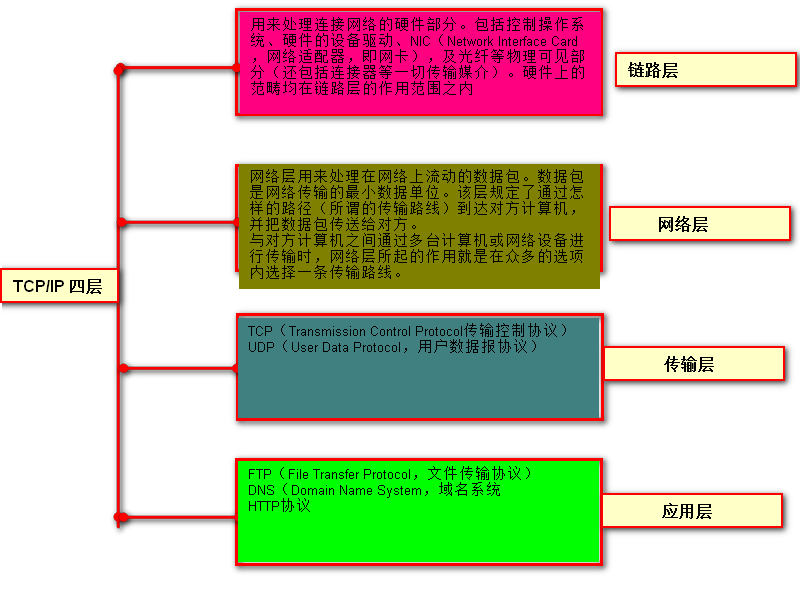 用来处理连接网络的硬件部分。包括控制操作系
统、硬件的设备驱动、NIC（Network Interface Card
，网络适配器，即网卡），及光纤等物理可见部
分（还包括连接器等一切传输媒介）。硬件上的
范畴均在链路层的作用范围之内
链路层
网络层用来处理在网络上流动的数据包。数据包
是网络传输的最小数据单位。该层规定了通过怎
样的路径（所谓的传输路线）到达对方计算机，
并把数据包传送给对方。
与对方计算机之间通过多台计算机或网络设备进
行传输时，网络层所起的作用就是在众多的选项
内选择一条传输路线。
网络层
TCP/IP 四层
TCP（Transmission Control Protocol传输控制协议）
UDP（User Data Protocol，用户数据报协议）
传输层
FTP（File Transfer Protocol，文件传输协议）
DNS（Domain Name System，域名系统
HTTP协议
应用层